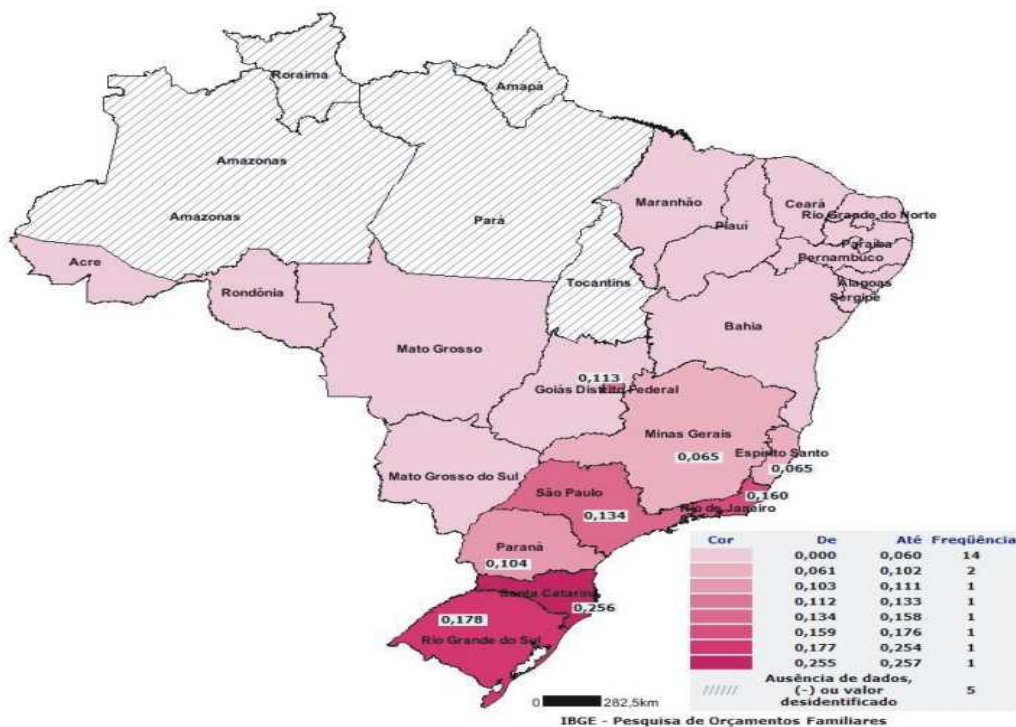 Roraima
Amapá
Amazonas
Amazonas
Pará
Maranhão
Ceará
Rio Grande do Norte
Piauí
Paraíba
Pernambuco
Acre
Rondônia
Tocantins
Alagoas
Sergipe
Bahia
Mato Grosso
0,113
Goiás Distrito Federal
Minas Gerais
0,065
Espírito Santo
0,065
Mato Grosso do Sul
São Paulo
0,134
0,160
Rio de Janeiro
Paraná
0,104
Santa Catarina
0,256
0,178
Rio Grande do Sul
Cor De Até Freqüência
0,000 0,060 14
0,061 0,102 2
0,103 0,111 1
0,112 0,133 1
0,134 0,158 1
0,159 0,176 1
0,177 0,254 1
0,255 0,257 1
Ausência de dados,
(-) ou valor 5
desidentificado
0 282,5km
IBGE - Pesquisa de Orçamentos Familiares